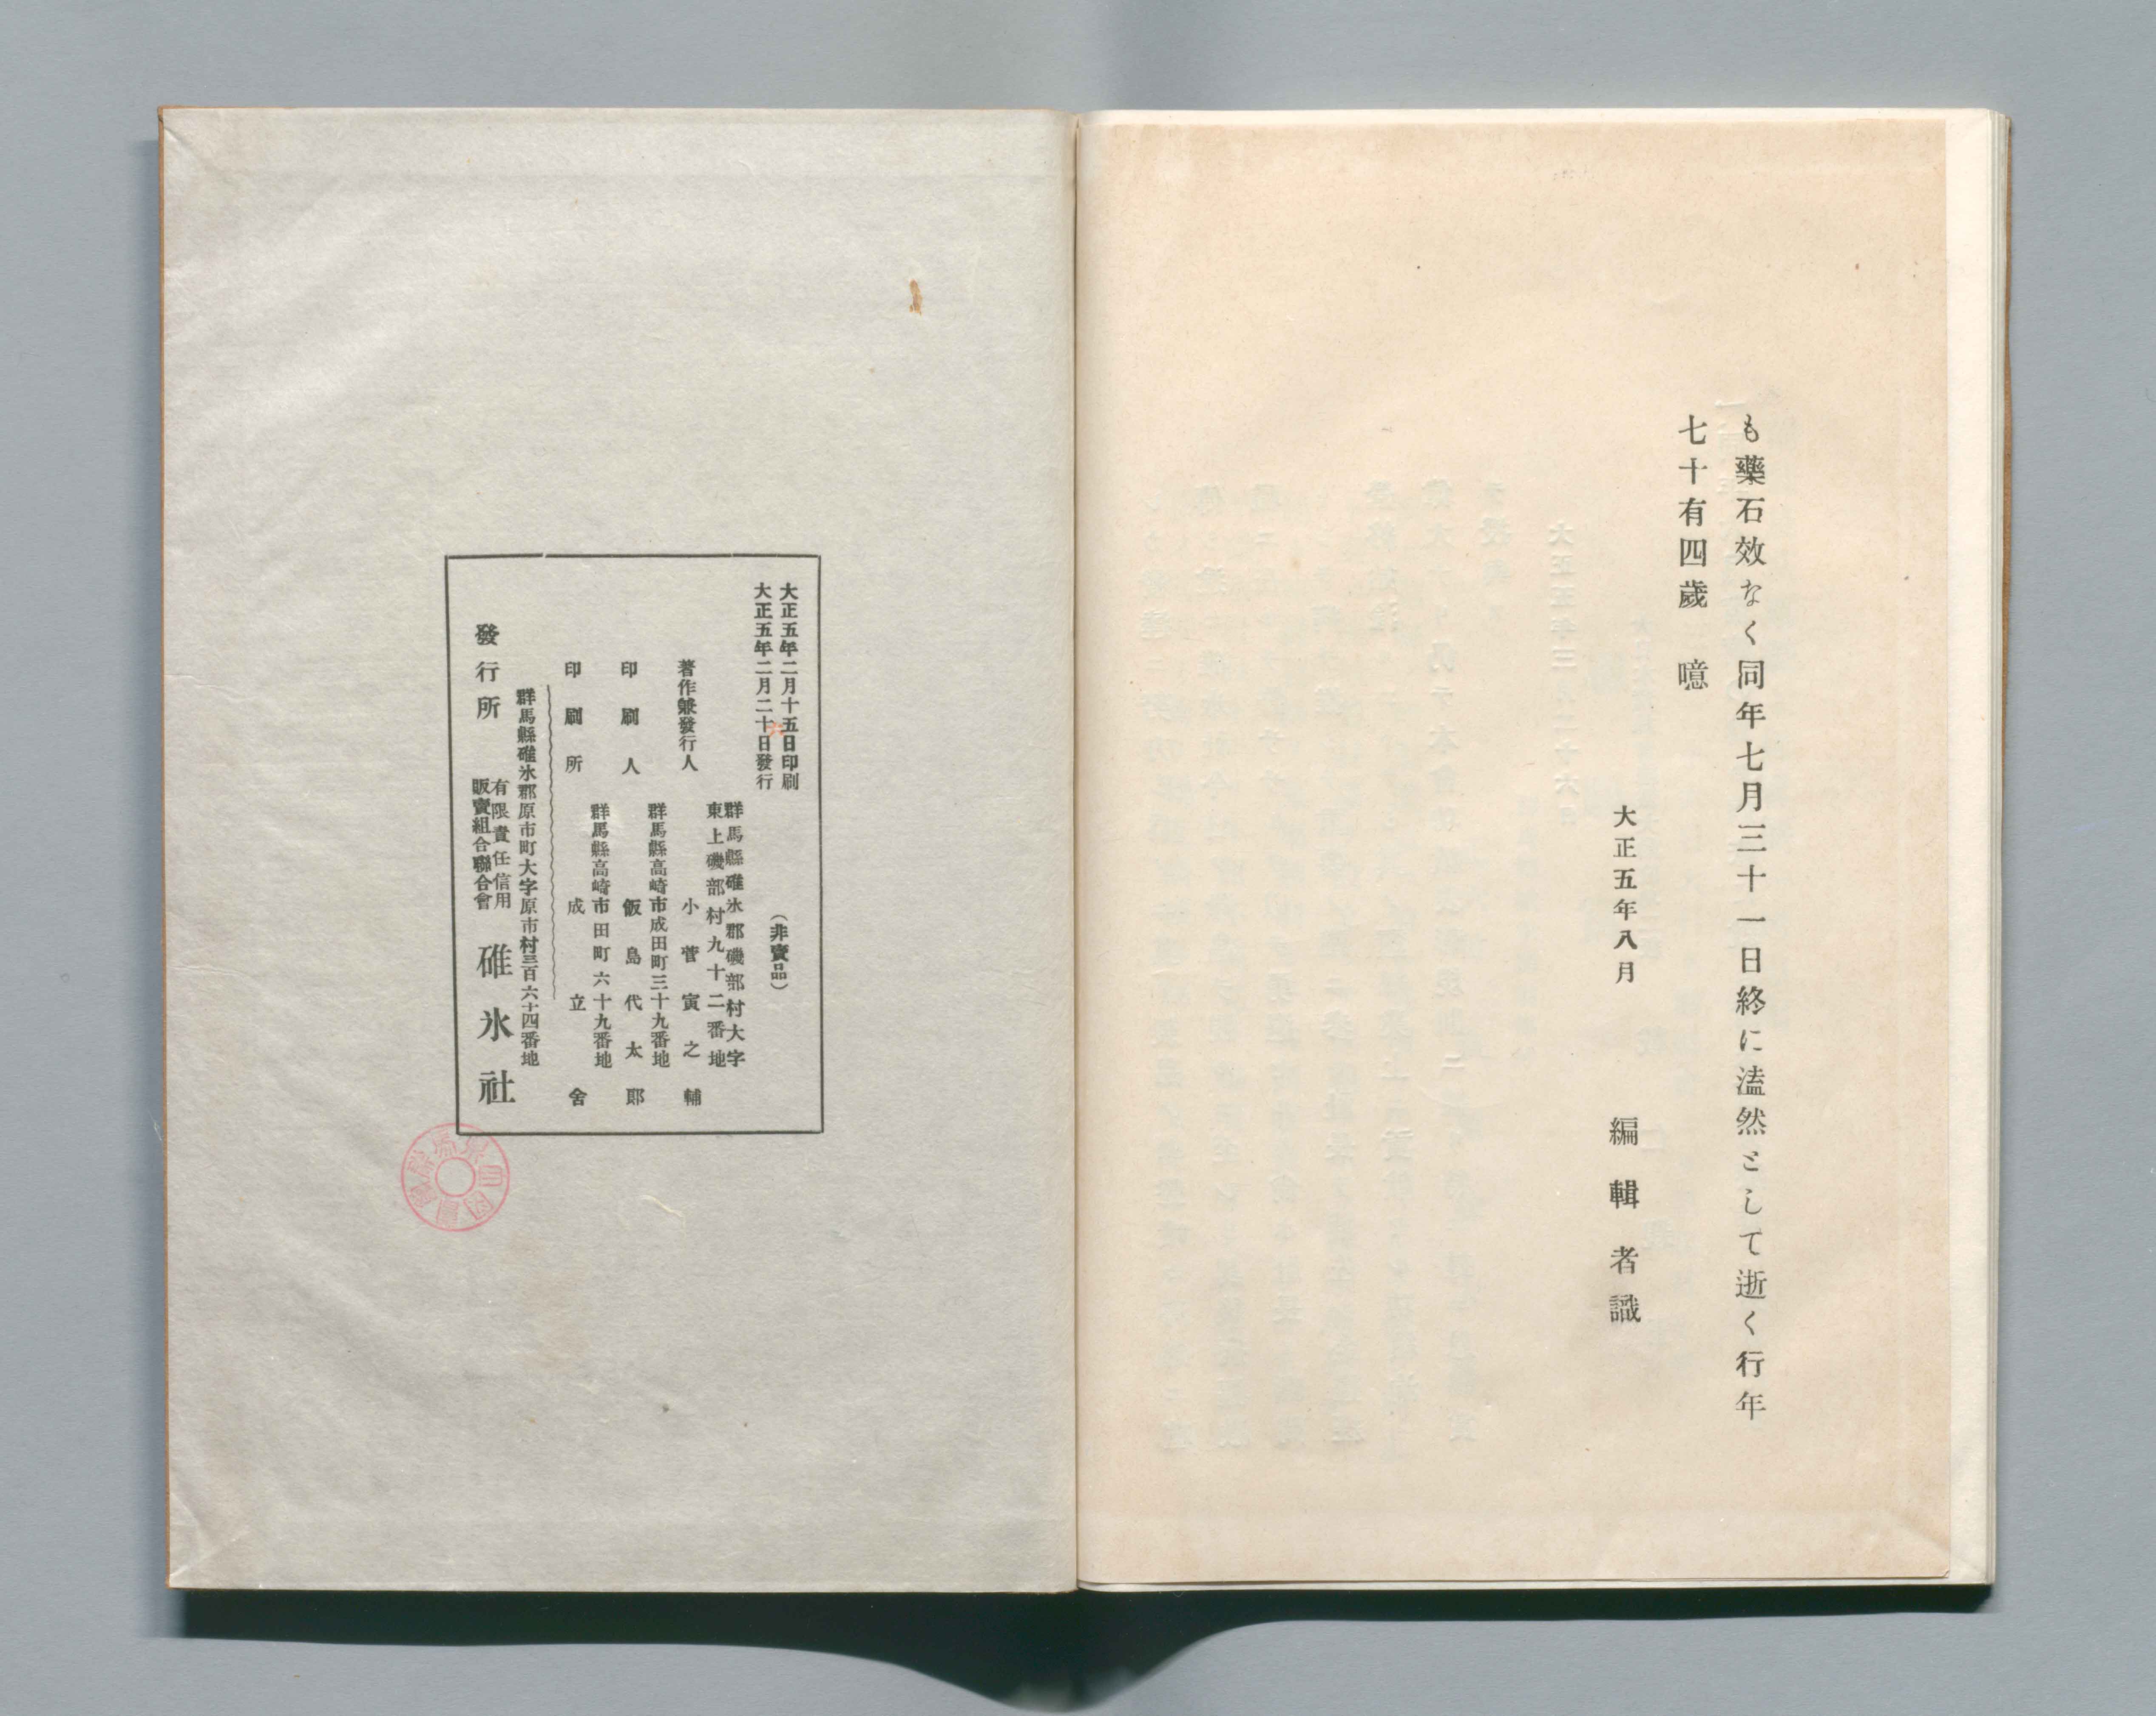 も藥石效なく同年七月三十一日終に溘然として逝く行年
七十有四歲 噫
大正五年八月 編輯者識
大正五年二月十五日印刷
大正五年二月二十日發行
(非賣品)
群馬縣碓氷郡磯部村大字
東上磯部村九十二番地
著作兼發行人 小菅寅之輔
群馬縣高崎市成田町三十九番地
印刷人 飯島代太郎
群馬縣高崎市田町六十九番地
印刷所 成立舍
群馬縣碓氷郡原市町大字原市村三百六十四番地
發行所 有限責任信用
販賣組合聯合會 碓氷社